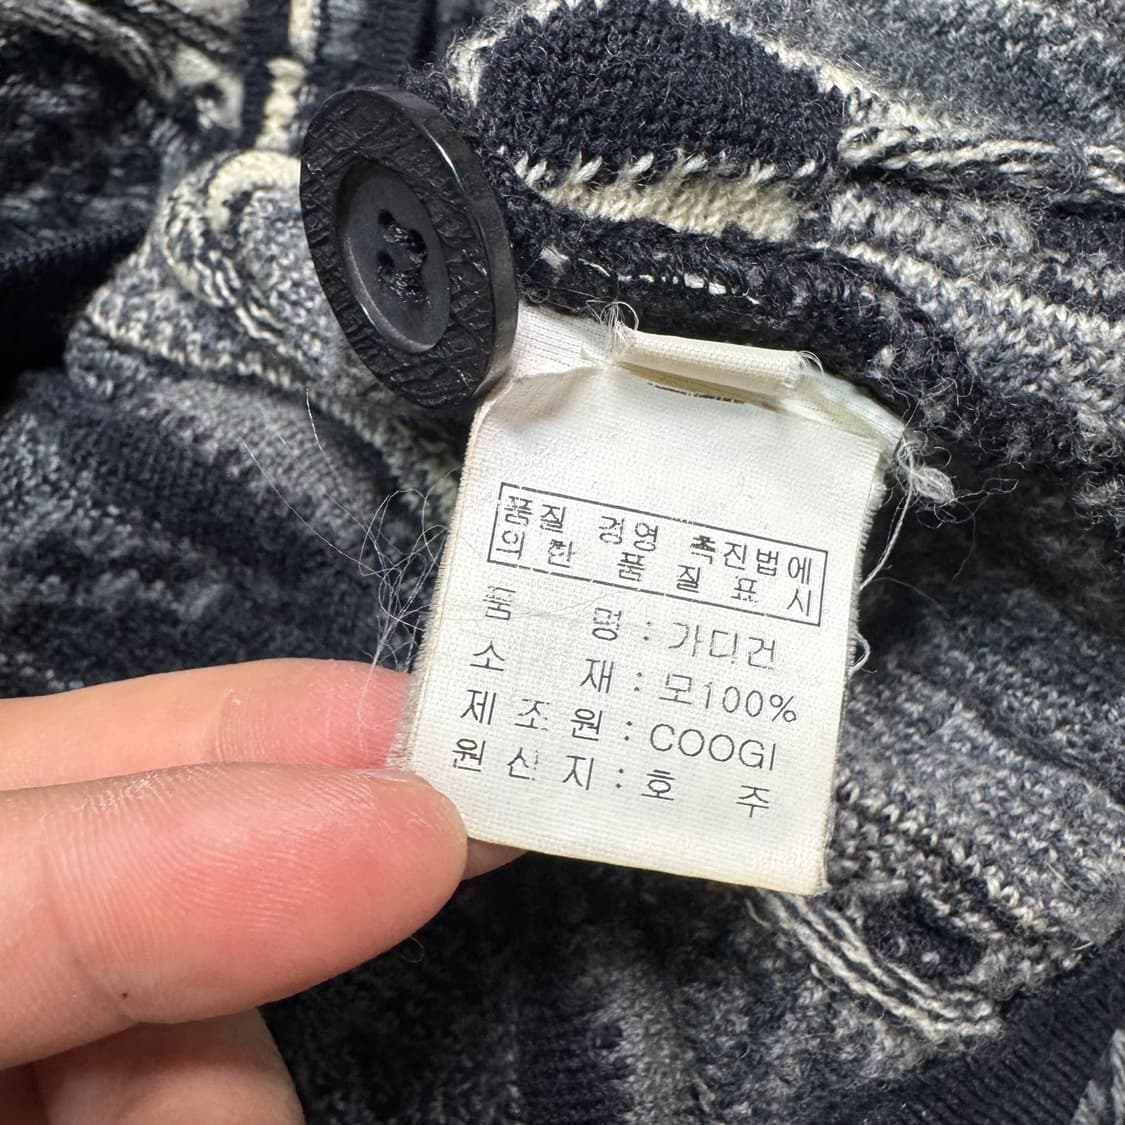 품질 경영 촉진법에
의 한 품 질 표 시
품 명 : 가디건
소 재 : 모100%
제 조 원 : COOGI
원 산 지 : 호 주